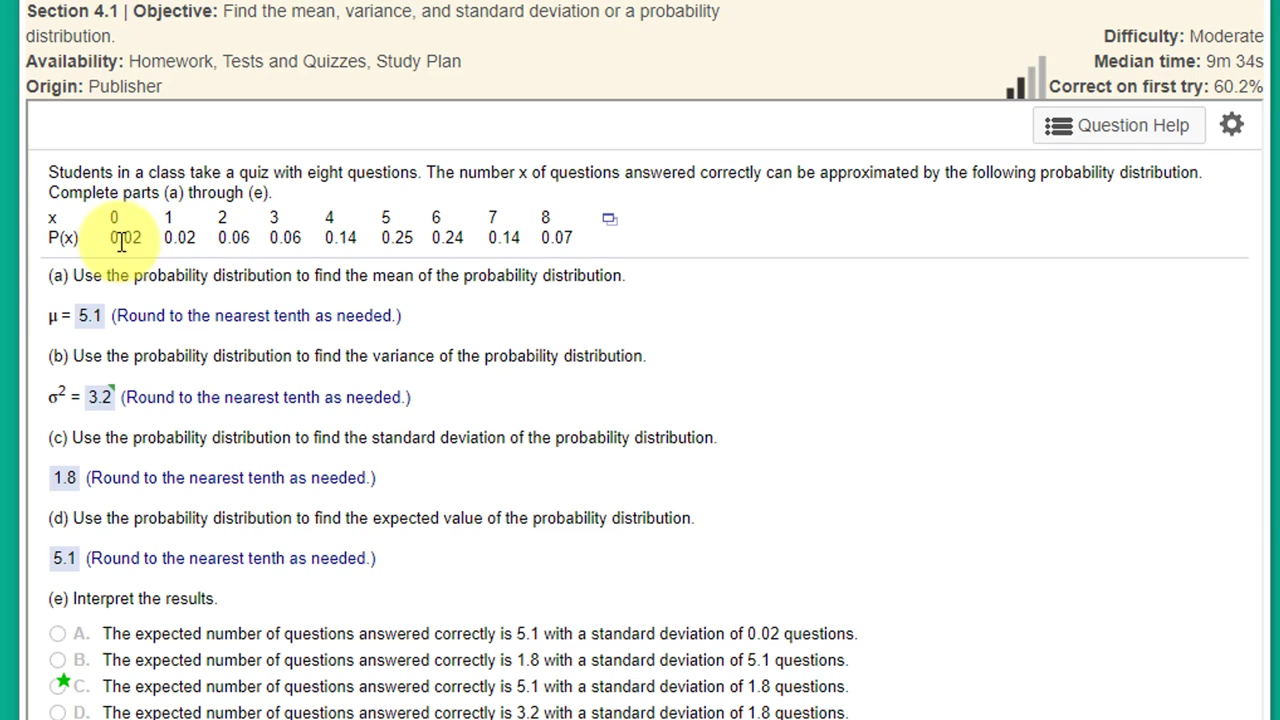 Section 4.1 | Objective: Find the mean, variance, and standard deviation or a probability
distribution.
Difficulty: Moderate
Availability: Homework, Tests and Quizzes, Study Plan
Median time: 9m 34s
Origin: Publisher
Correct on first try: 60.2%
Question Help
Students in a class take a quiz with eight questions. The number x of questions answered correctly can be approximated by the following probability distribution.
Complete parts (a) through (e).
x 0 1 2 3 4 5 6 7 8
P(x) 0.02 0.02 0.06 0.06 0.14 0.25 0.24 0.14 0.07
(a) Use the probability distribution to find the mean of the probability distribution.
μ = 5.1 (Round to the nearest tenth as needed.)
(b) Use the probability distribution to find the variance of the probability distribution.
σ² = 3.2 (Round to the nearest tenth as needed.)
(c) Use the probability distribution to find the standard deviation of the probability distribution.
1.8 (Round to the nearest tenth as needed.)
(d) Use the probability distribution to find the expected value of the probability distribution.
5.1 (Round to the nearest tenth as needed.)
(e) Interpret the results.
A. The expected number of questions answered correctly is 5.1 with a standard deviation of 0.02 questions.
B. The expected number of questions answered correctly is 1.8 with a standard deviation of 5.1 questions.
C. The expected number of questions answered correctly is 5.1 with a standard deviation of 1.8 questions.
D. The expected number of questions answered correctly is 3.2 with a standard deviation of 1.8 questions.